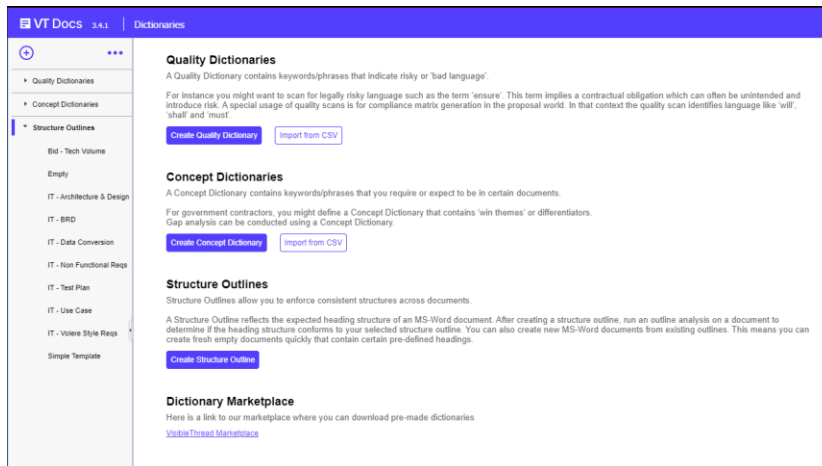 VT Docs 3.4.1 Dictionaries
Quality Dictionaries
Concept Dictionaries
Structure Outlines
Bid - Tech Volume
Empty
IT - Architecture & Design
IT - BRD
IT - Data Conversion
IT - Non Functional Reqs
IT - Test Plan
IT - Use Case
IT - Volere Style Reqs
Simple Template
Quality Dictionaries
A Quality Dictionary contains keywords/phrases that indicate risky or 'bad language'.
For instance you might want to scan for legally risky language such as the term 'ensure'. This term implies a contractual obligation which can often be unintended and
introduce risk. A special usage of quality scans is for compliance matrix generation in the proposal world. In that context the quality scan identifies language like 'will',
'shall' and 'must'.
Create Quality Dictionary Import from CSV
Concept Dictionaries
A Concept Dictionary contains keywords/phrases that you require or expect to be in certain documents.
For government contractors, you might define a Concept Dictionary that contains 'win themes' or differentiators.
Gap analysis can be conducted using a Concept Dictionary.
Create Concept Dictionary Import from CSV
Structure Outlines
Structure Outlines allow you to enforce consistent structures across documents.
A Structure Outline reflects the expected heading structure of an MS-Word document. After creating a structure outline, run an outline analysis on a document to
determine if the heading structure conforms to your selected structure outline. You can also create new MS-Word documents from existing outlines. This means you can
create fresh empty documents quickly that contain certain pre-defined headings.
Create Structure Outline
Dictionary Marketplace
Here is a link to our marketplace where you can download pre-made dictionaries
VisibleThread Marketplace